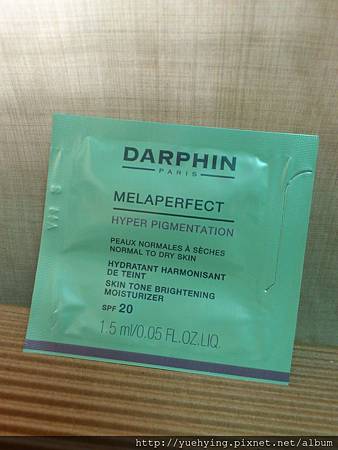 DARPHIN
PARIS
MELAPERFECT
HYPER PIGMENTATION
PEAUX NORMALES À SÈCHES
NORMAL TO DRY SKIN
HYDRATANT HARMONISANT
DE TEINT
SKIN TONE BRIGHTENING
MOISTURIZER
SPF 20
1.5 ml/0.05 FL.OZ.LIQ.
http://yuehying.pixnet.net/album